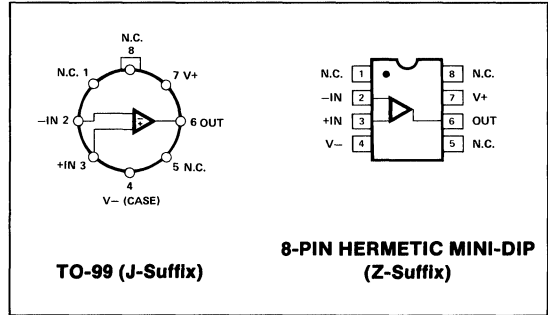 N.C.
8
N.C. 1
7 V+
–IN 2
6 OUT
+IN 3
5 N.C.
4
V– (CASE)
TO-99 (J-Suffix)
N.C. 1 8 N.C.
–IN 2 7 V+
+IN 3 6 OUT
V– 4 5 N.C.
8-PIN HERMETIC MINI-DIP
(Z-Suffix)